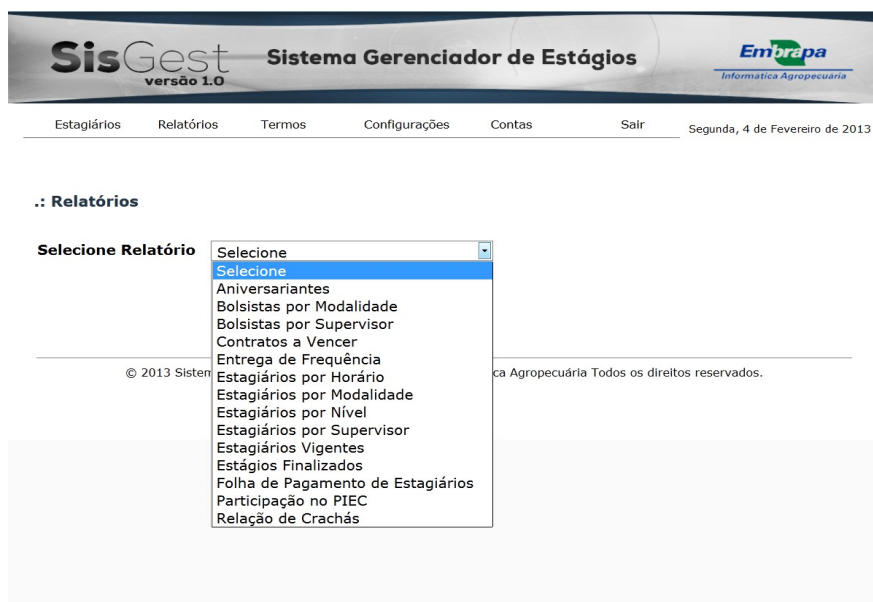 SisGest
versão 1.0
Sistema Gerenciador de Estágios
Embrapa
Informática Agropecuária
Estagiários Relatórios Termos Configurações Contas Sair Segunda, 4 de Fevereiro de 2013
.: Relatórios
Selecione Relatório Selecione
Selecione
Aniversariantes
Bolsistas por Modalidade
Bolsistas por Supervisor
Contratos a Vencer
Entrega de Frequência
© 2013 Sistem ca Agropecuária Todos os direitos reservados.
Estagiários por Horário
Estagiários por Modalidade
Estagiários por Nível
Estagiários por Supervisor
Estagiários Vigentes
Estágios Finalizados
Folha de Pagamento de Estagiários
Participação no PIEC
Relação de Crachás